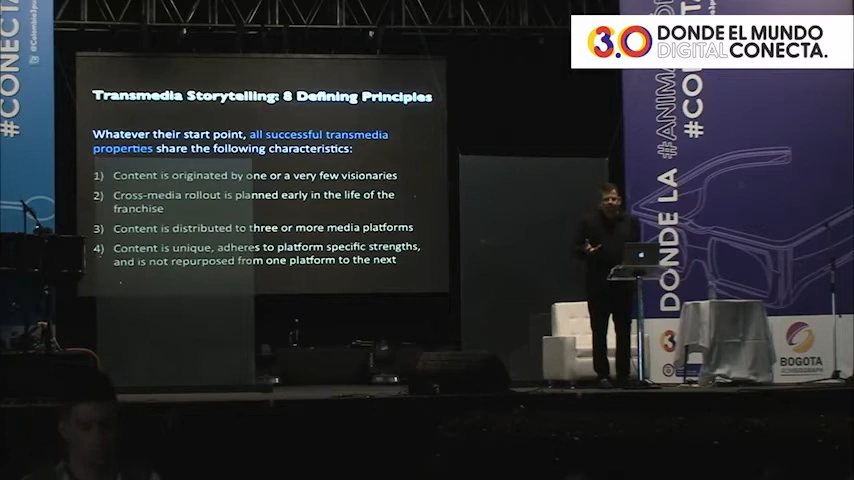 3.0 DONDE EL MUNDO
DIGITAL CONECTA.
#CONECTA
@Colombia3pu
Transmedia Storytelling: 8 Defining Principles
Whatever their start point, all successful transmedia
properties share the following characteristics:
1) Content is originated by one or a very few visionaries
2) Cross-media rollout is planned early in the life of the
franchise
3) Content is distributed to three or more media platforms
4) Content is unique, adheres to platform specific strengths,
and is not repurposed from one platform to the next
DONDE LA #ANIMA
#CO
BOGOTA